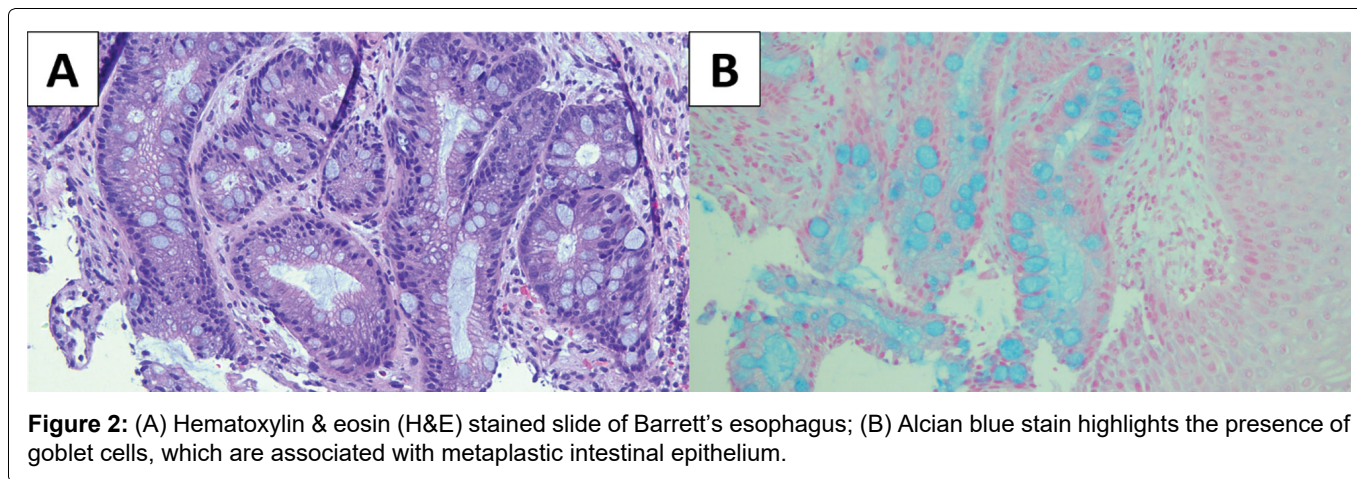 A
B
Figure 2: (A) Hematoxylin & eosin (H&E) stained slide of Barrett’s esophagus; (B) Alcian blue stain highlights the presence of
goblet cells, which are associated with metaplastic intestinal epithelium.